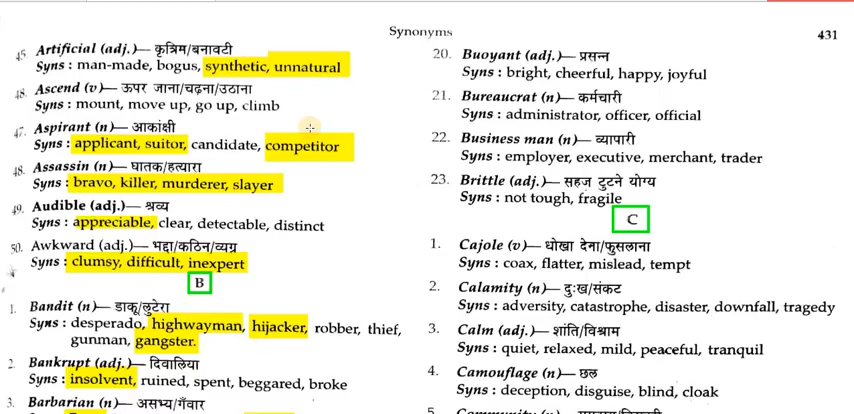 Synonyms
431
45. Artificial (adj.)— कृत्रिम/बनावटी
Syns : man-made, bogus, synthetic, unnatural
46. Ascend (v)— ऊपर जाना/चढ़ना/उठाना
Syns : mount, move up, go up, climb
47. Aspirant (n)— आकांक्षी
Syns : applicant, suitor, candidate, competitor
48. Assassin (n)— घातक/हत्यारा
Syns : bravo, killer, murderer, slayer
49. Audible (adj.)— श्रव्य
Syns : appreciable, clear, detectable, distinct
50. Awkward (adj.)— भद्दा/कठिन/व्यग्र
Syns : clumsy, difficult, inexpert
B
1. Bandit (n)— डाकू/लुटेरा
Syns : desperado, highwayman, hijacker, robber, thief,
gunman, gangster.
2. Bankrupt (adj.)— दिवालिया
Syns : insolvent, ruined, spent, beggared, broke
3. Barbarian (n)— असभ्य/गँवार
20. Buoyant (adj.)— प्रसन्न
Syns : bright, cheerful, happy, joyful
21. Bureaucrat (n)— कर्मचारी
Syns : administrator, officer, official
22. Business man (n)— व्यापारी
Syns : employer, executive, merchant, trader
23. Brittle (adj.)— सहज टुटने योग्य
Syns : not tough, fragile
C
1. Cajole (v)— धोखा देना/फुसलाना
Syns : coax, flatter, mislead, tempt
2. Calamity (n)— दुःख/संकट
Syns : adversity, catastrophe, disaster, downfall, tragedy
3. Calm (adj.)— शांति/विश्राम
Syns : quiet, relaxed, mild, peaceful, tranquil
4. Camouflage (n)— छल
Syns : deception, disguise, blind, cloak